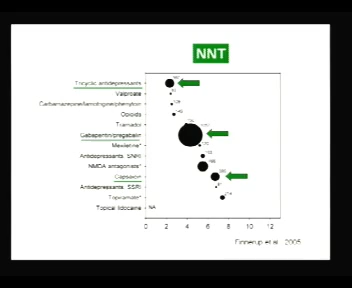 NNT
Tricyclic antidepressants
Valproate
Carbamazepine/lamotrigine/phenytoin
Opioids
Tramadol
Gabapentin/pregabalin
Mexiletine*
Antidepressants SNRI
NMDA antagonists*
Capsaicin
Antidepressants SSRI
Topiramate*
Topical lidocaine
NA
0 2 4 6 8 10 12
Finnerup et al. 2005